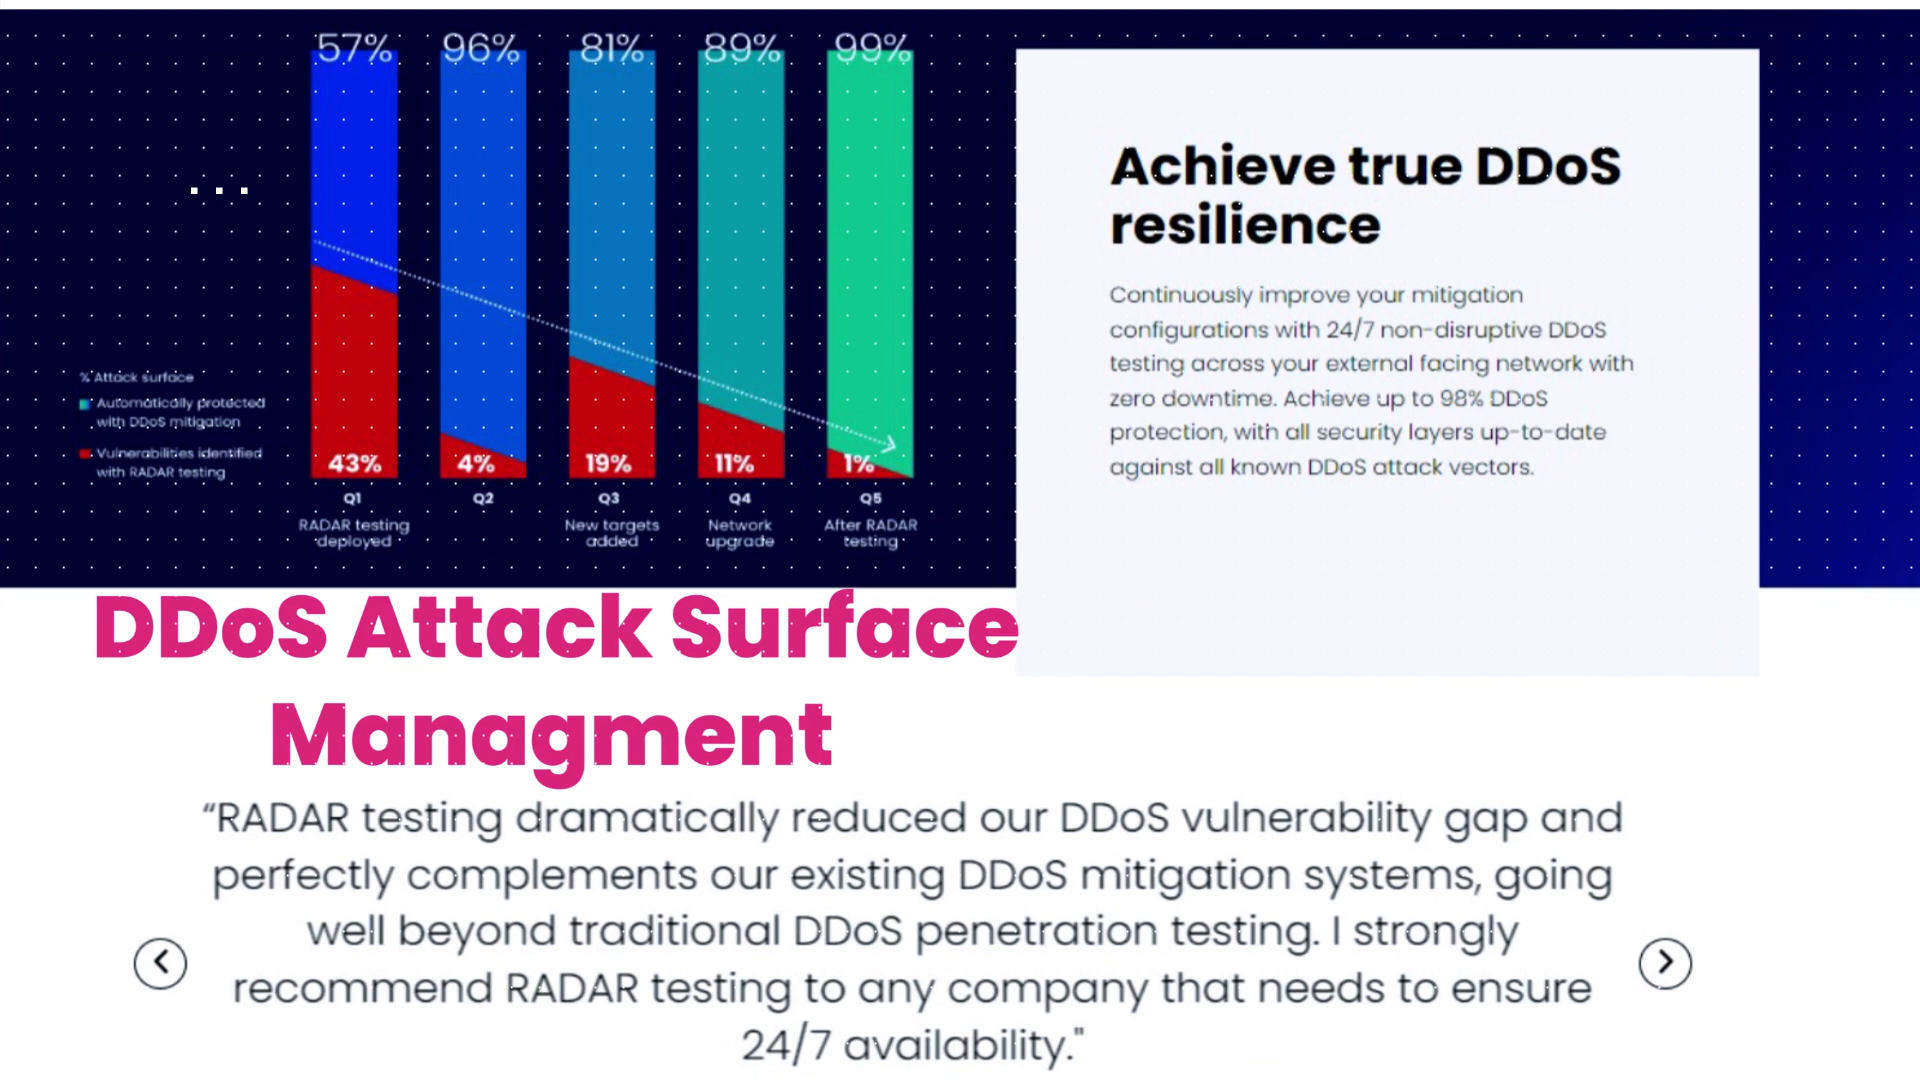 57% 96% 81% 89% 99%
Achieve true DDoS
resilience
Continuously improve your mitigation
configurations with 24/7 non-disruptive DDoS
testing across your external facing network with
zero downtime. Achieve up to 98% DDoS
protection, with all security layers up-to-date
against all known DDoS attack vectors.
...
% Attack surface
Automatically protected
with DDoS mitigation
Vulnerabilities identified
with RADAR testing
43% 4% 19% 11% 1%
Q1 Q2 Q3 Q4 Q5
RADAR testing New targets Network After RADAR
deployed added upgrade testing
DDoS Attack Surface
Managment
“RADAR testing dramatically reduced our DDoS vulnerability gap and
perfectly complements our existing DDoS mitigation systems, going
well beyond traditional DDoS penetration testing. I strongly
recommend RADAR testing to any company that needs to ensure
24/7 availability."